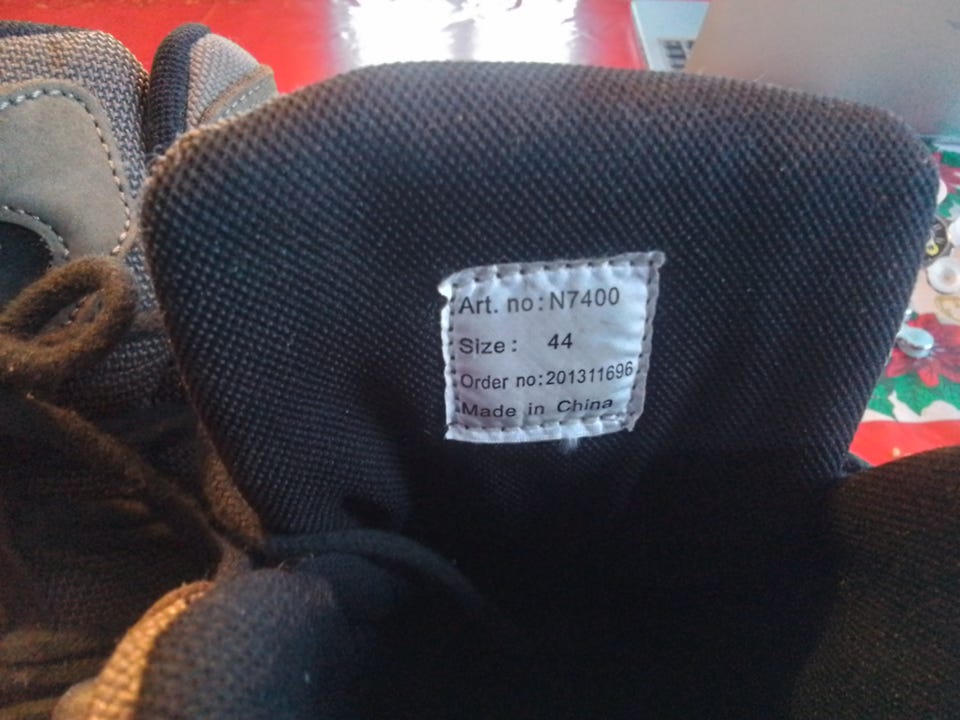 Art. no:N7400
Size: 44
Order no:201311696
Made in China